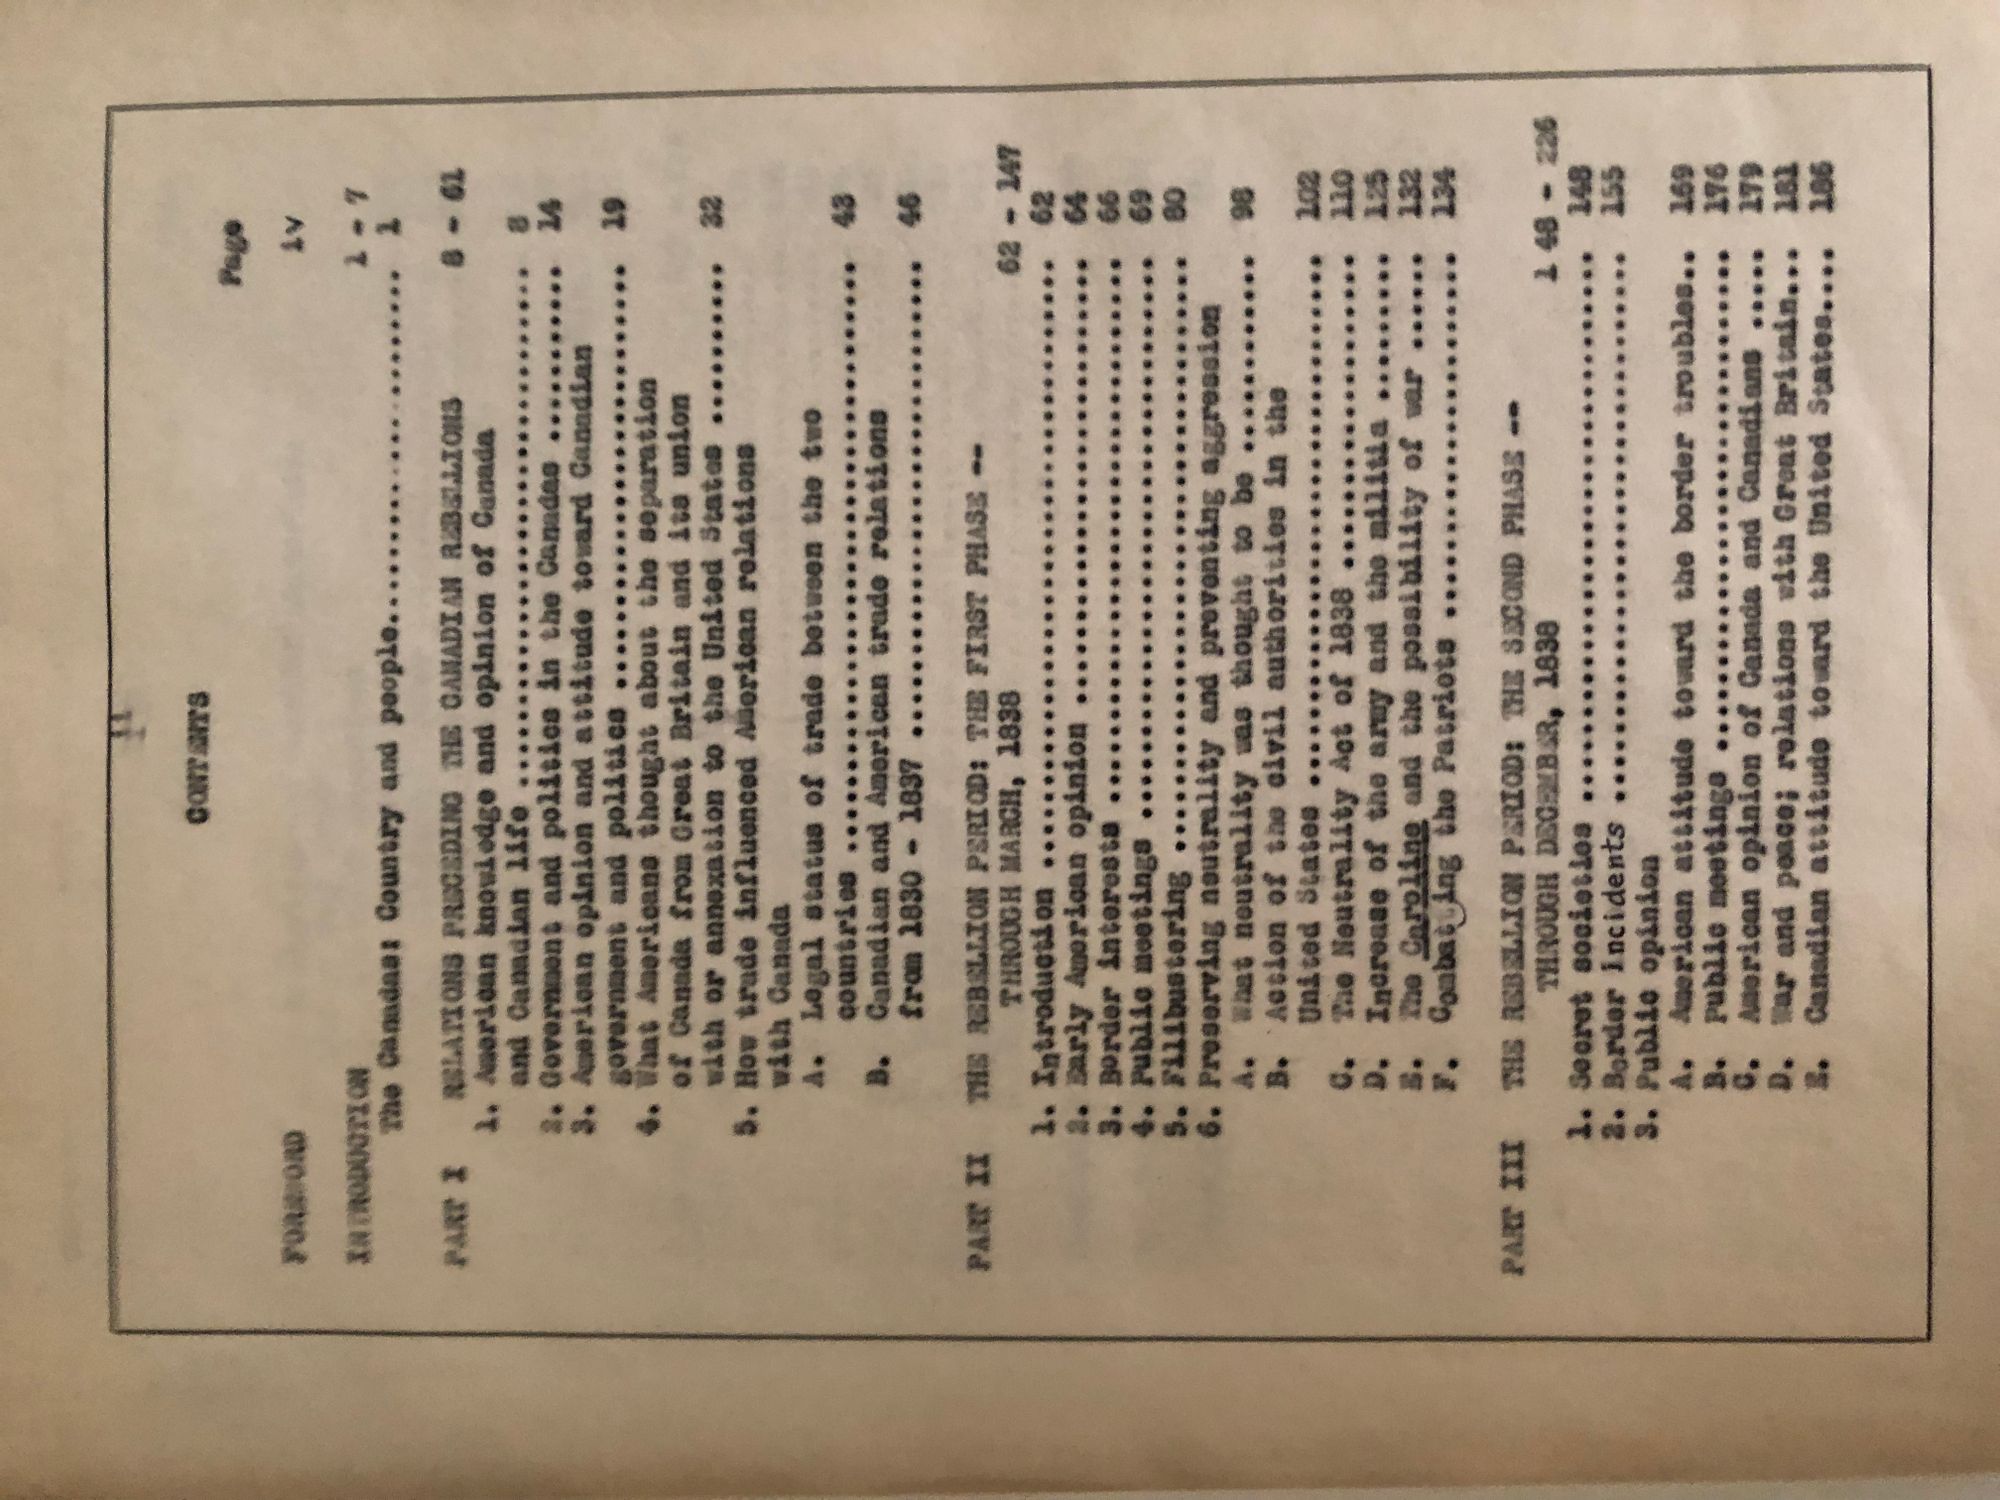 ii
CONTENTS
Page
FOREWORD iv
INTRODUCTION 1 - 7
The Canadas: Country and people.................... 1
PART I RELATIONS PRECEDING THE CANADIAN REBELLIONS 8 - 61
1. American knowledge and opinion of Canada
and Canadian life ............................... 8
2. Government and politics in the Canadas .......... 14
3. American opinion and attitude toward Canadian
government and politics ......................... 19
4. What Americans thought about the separation
of Canada from Great Britain and its union
with or annexation to the United States ......... 32
5. How trade influenced American relations
with Canada
A. Legal status of trade between the two
countries .................................. 43
B. Canadian and American trade relations
from 1830 - 1837 ........................... 46
PART II THE REBELLION PERIOD: THE FIRST PHASE --
THROUGH MARCH, 1838 62 - 147
1. Introduction .................................... 62
2. Early American opinion .......................... 64
3. Border interests ................................ 66
4. Public meetings ................................. 69
5. Filibustering ................................... 80
6. Preserving neutrality and preventing aggression
A. What neutrality was thought to be ........... 98
B. Action of the civil authorities in the
United States .............................. 102
C. The Neutrality Act of 1838 ................. 110
D. Increase of the army and the militia ........ 125
E. The Caroline and the possibility of war ..... 132
F. Combating the Patriots ...................... 134
PART III THE REBELLION PERIOD: THE SECOND PHASE --
THROUGH DECEMBER, 1838 148 - 226
1. Secret societies ................................ 148
2. Border Incidents ................................ 155
3. Public opinion
A. American attitude toward the border troubles.. 169
B. Public meetings .............................. 176
C. American opinion of Canada and Canadians ..... 179
D. War and peace; relations with Great Britain... 181
E. Canadian attitude toward the United States.... 186